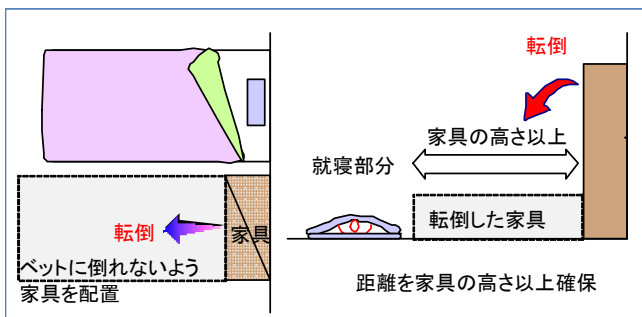 転倒
家具
ベットに倒れないよう
家具を配置
転倒
家具の高さ以上
就寝部分
転倒した家具
距離を家具の高さ以上確保